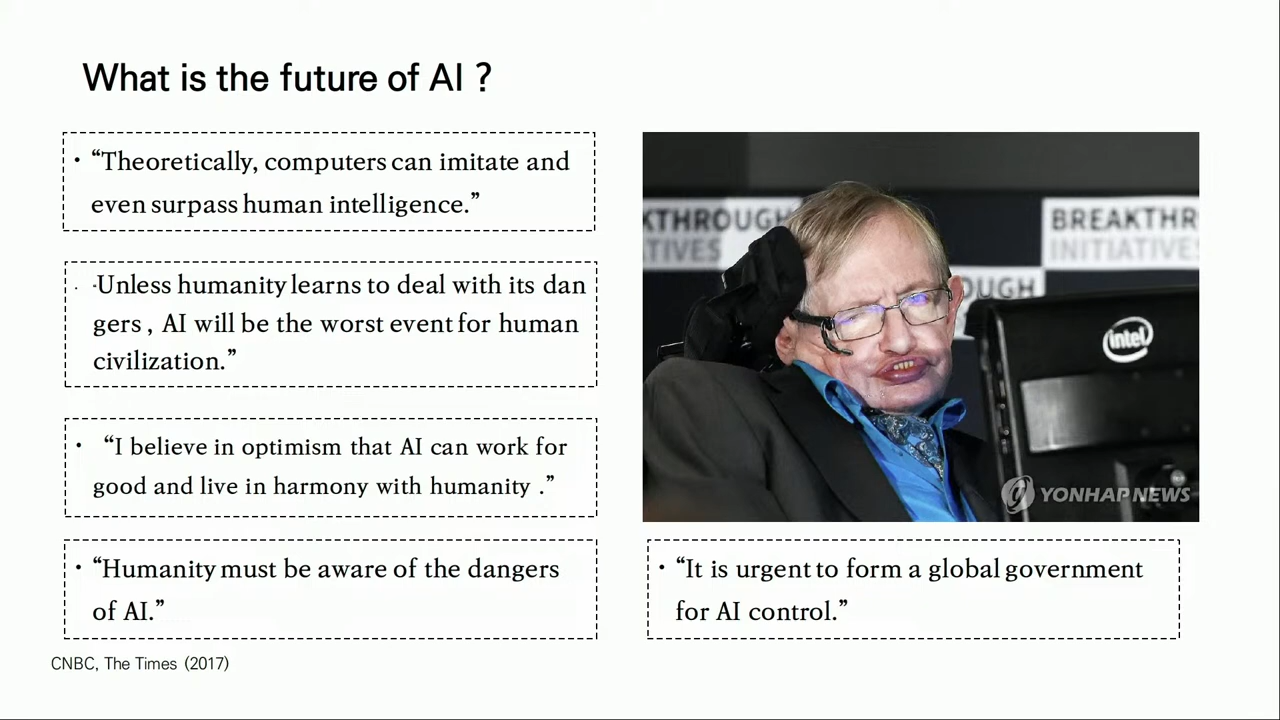 What is the future of AI ?
• “Theoretically, computers can imitate and
even surpass human intelligence.”
· ·Unless humanity learns to deal with its dan
gers , AI will be the worst event for human
civilization.”
• “I believe in optimism that AI can work for
good and live in harmony with humanity .”
• “Humanity must be aware of the dangers
of AI.”
CNBC, The Times (2017)
KTHROUGH
IATIVES
BREAKTHR
INITIATIVES
OUGH
intel
YONHAP NEWS
• “It is urgent to form a global government
for AI control.”